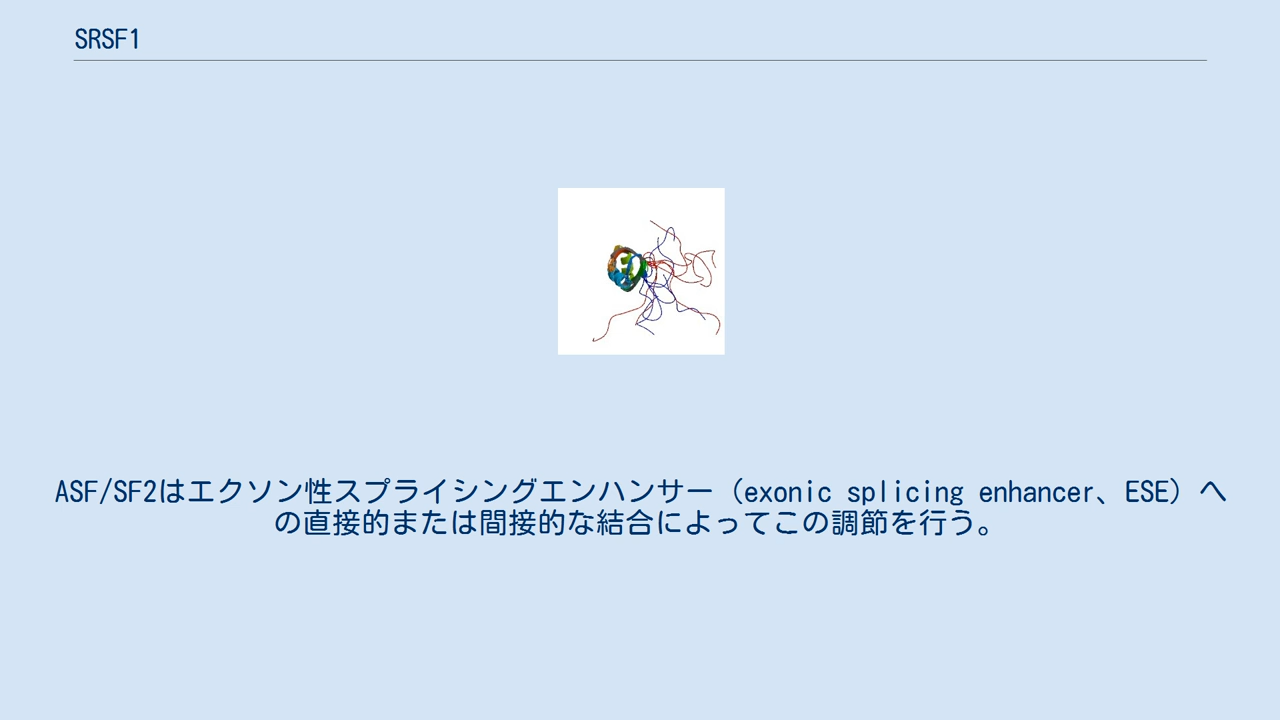 SRSF1
ASF/SF2はエクソン性スプライシングエンハンサー（exonic splicing enhancer、ESE）へ
の直接的または間接的な結合によってこの調節を行う。